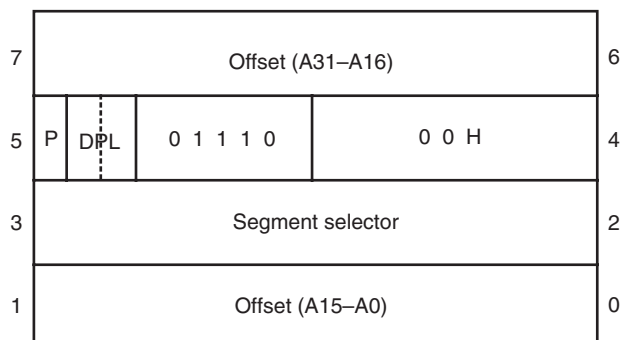 7 Offset (A31–A16) 6
5 P DPL 0 1 1 1 0 0 0 H 4
3 Segment selector 2
1 Offset (A15–A0) 0